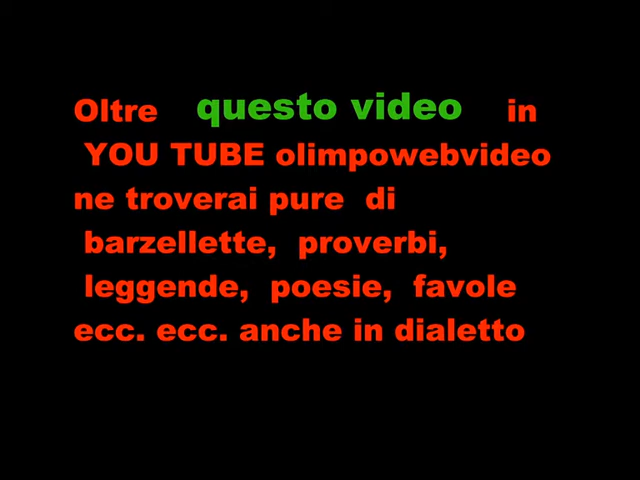 Oltre questo video in
YOU TUBE olimpowebvideo
ne troverai pure di
barzellette, proverbi,
leggende, poesie, favole
ecc. ecc. anche in dialetto